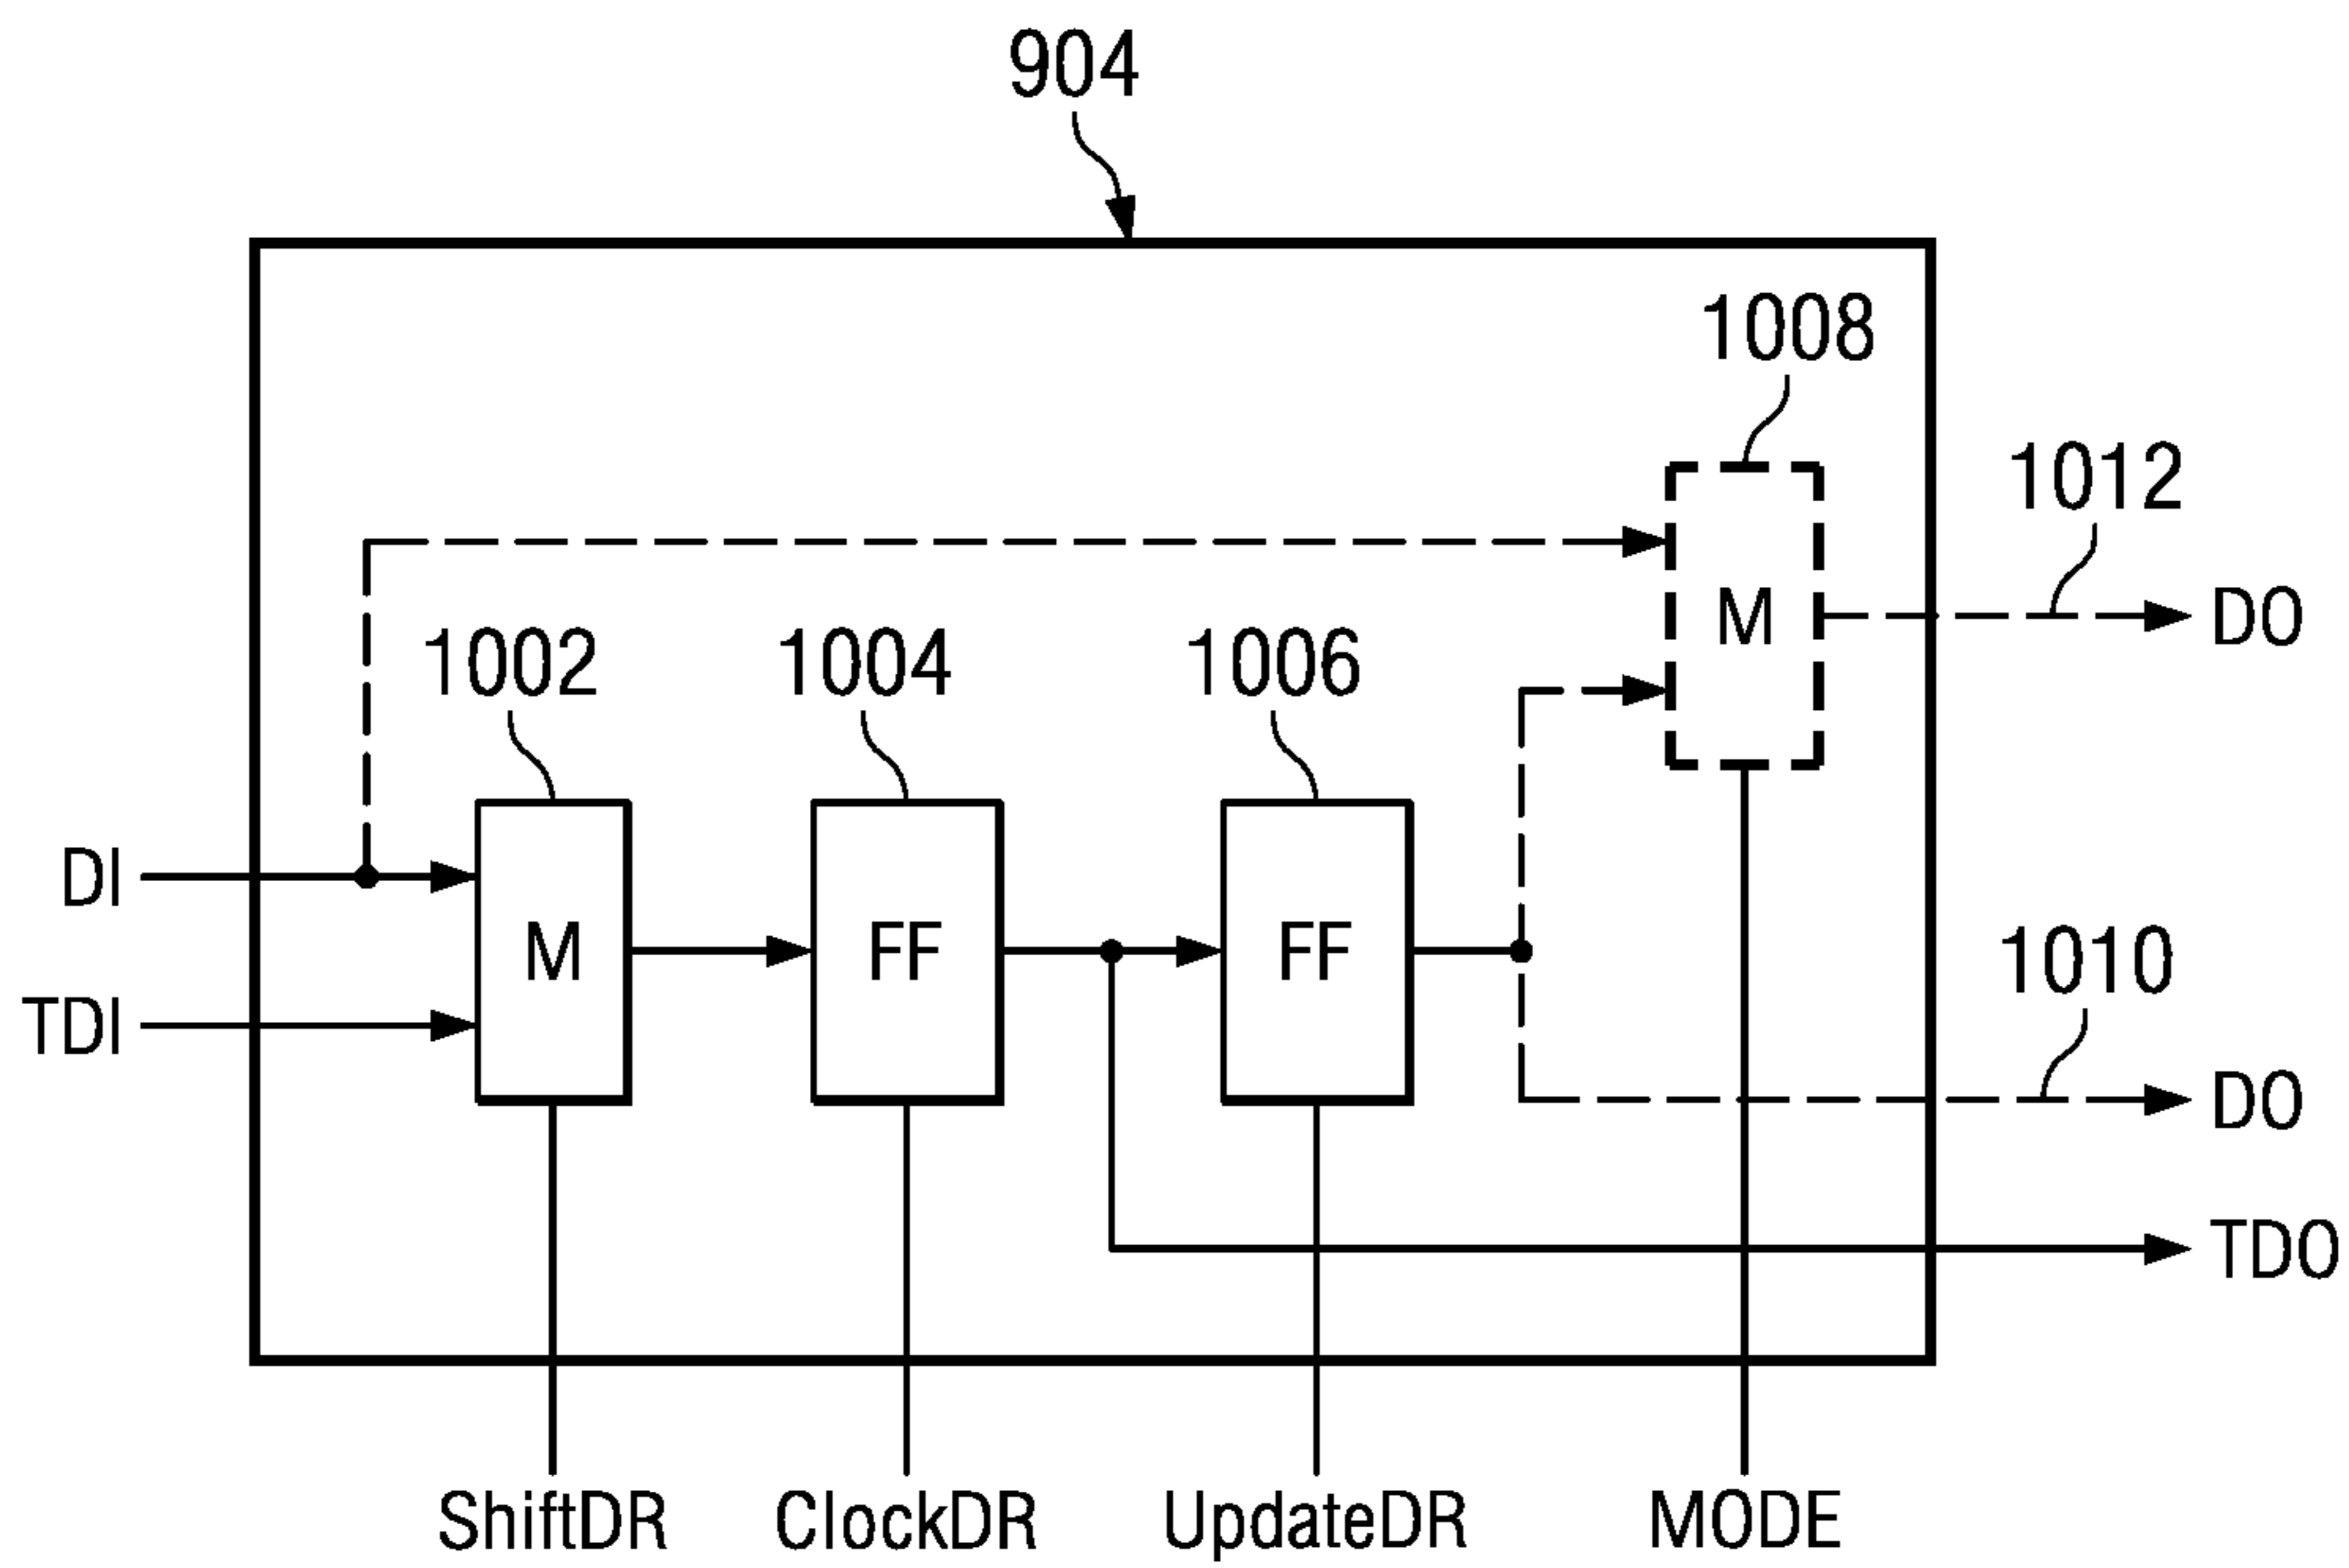 904
1008
1012
DO
1002
1004
1006
M
DI
M
FF
FF
1010
TDI
DO
TDO
ShiftDR
ClockDR
UpdateDR
MODE